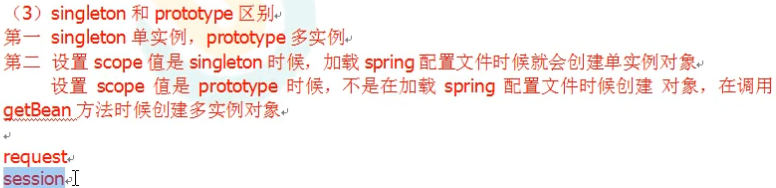 （3）singleton 和 prototype 区别
第一 singleton 单实例，prototype 多实例
第二 设置 scope 值是 singleton 时候，加载 spring 配置文件时候就会创建单实例对象
设置 scope 值是 prototype 时候，不是在加载 spring 配置文件时候创建 对象，在调用
getBean 方法时候创建多实例对象
request
session